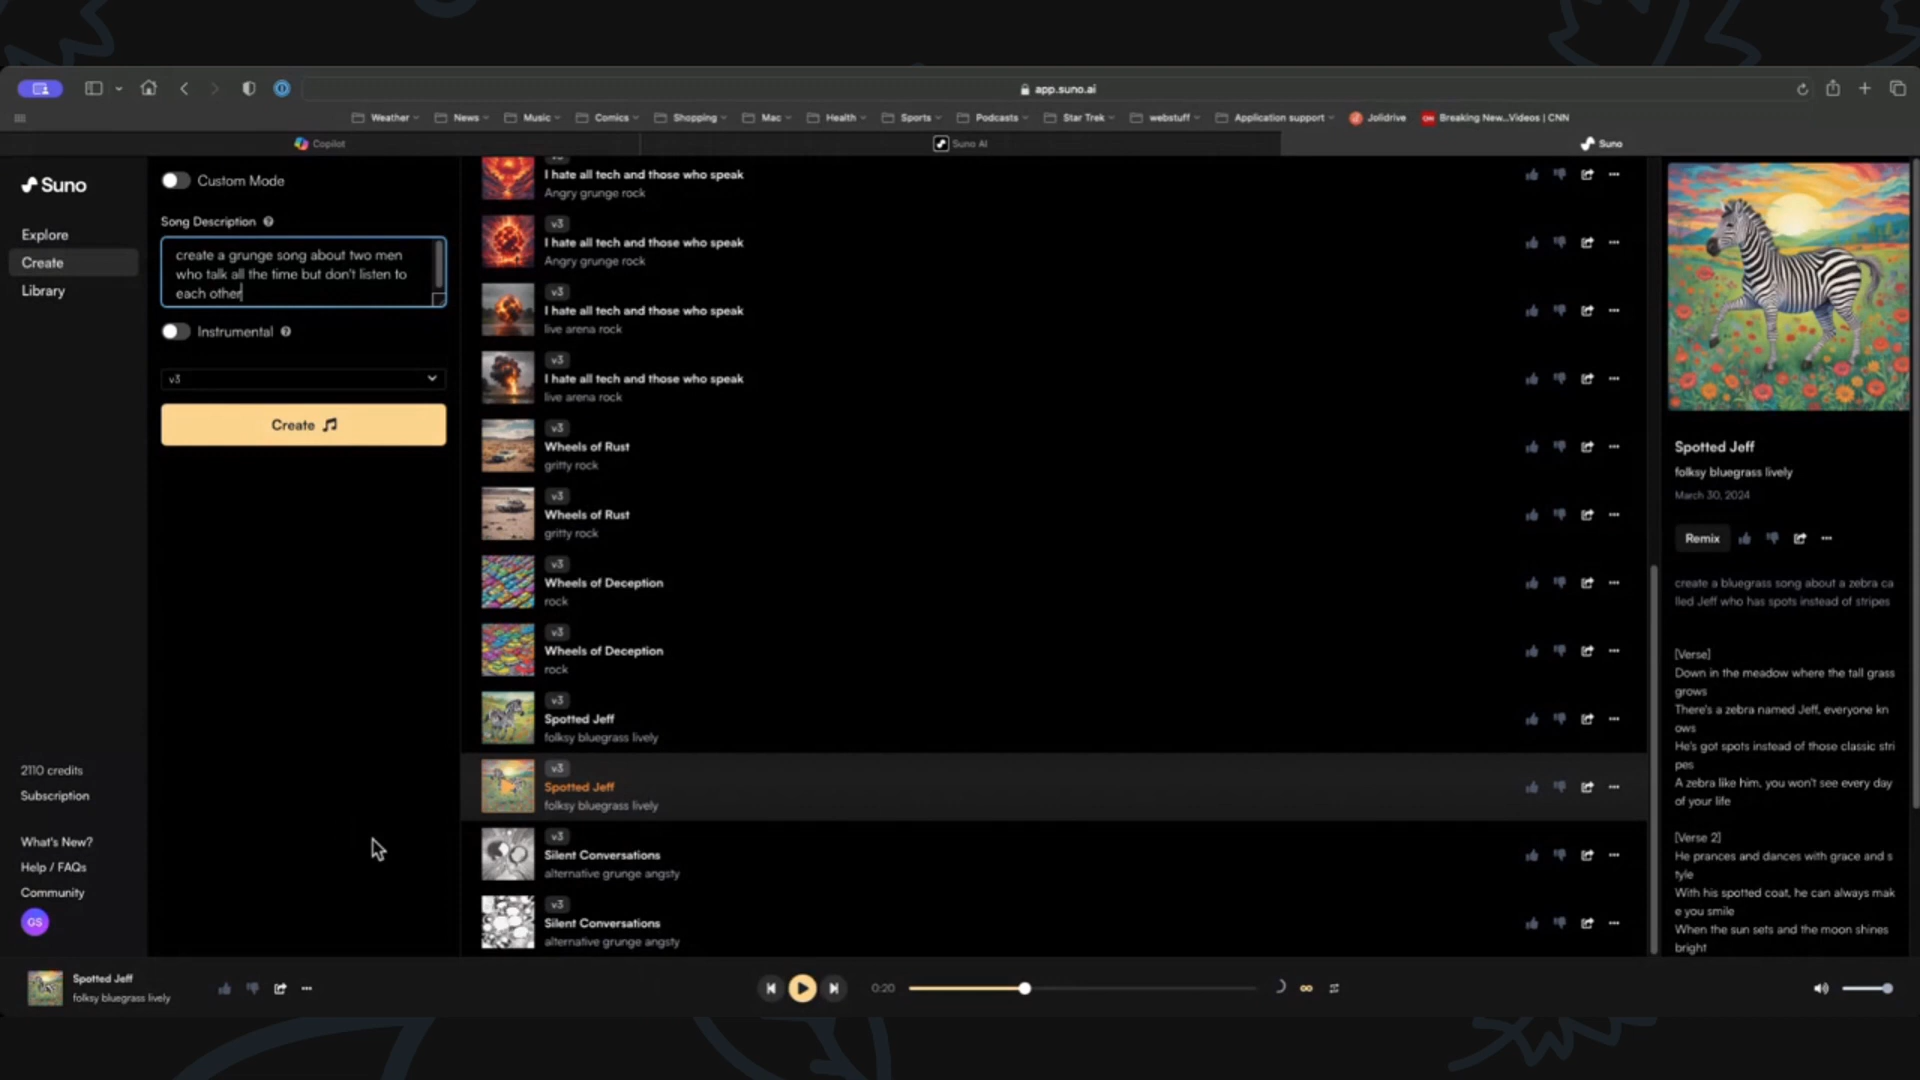 app.suno.ai
Weather
News
Music
Comics
Shopping
Mac
Health
Sports
Podcasts
Star Trek
webstuff
Application support
Jolidrive
Breaking New...Videos | CNN
Copilot
Suno AI
Suno
Suno
Explore
Create
Library
2110 credits
Subscription
What's New?
Help / FAQs
Community
GS
Custom Mode
Song Description
create a grunge song about two men
who talk all the time but don't listen to
each other
Instrumental
v3
Create
I hate all tech and those who speak
Angry grunge rock
v3
I hate all tech and those who speak
Angry grunge rock
v3
I hate all tech and those who speak
live arena rock
v3
I hate all tech and those who speak
live arena rock
v3
Wheels of Rust
gritty rock
v3
Wheels of Rust
gritty rock
v3
Wheels of Deception
rock
v3
Wheels of Deception
rock
v3
Spotted Jeff
folksy bluegrass lively
v3
Spotted Jeff
folksy bluegrass lively
v3
Silent Conversations
alternative grunge angsty
v3
Silent Conversations
alternative grunge angsty
Spotted Jeff
folksy bluegrass lively
March 30, 2024
Remix
create a bluegrass song about a zebra ca
lled Jeff who has spots instead of stripes
[Verse]
Down in the meadow where the tall grass
grows
There's a zebra named Jeff, everyone kn
ows
He's got spots instead of those classic stri
pes
A zebra like him, you won't see every day
of your life
[Verse 2]
He prances and dances with grace and s
tyle
With his spotted coat, he can always mak
e you smile
When the sun sets and the moon shines
bright
Spotted Jeff
folksy bluegrass lively
0:20